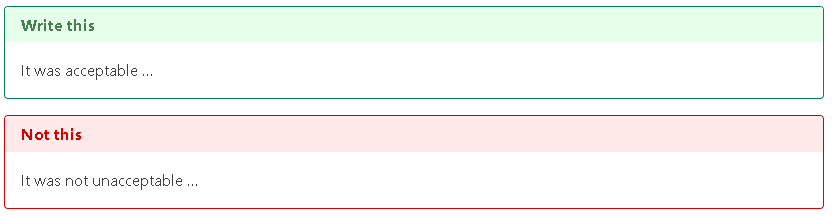 Write this
It was acceptable ...
Not this
It was not unacceptable ...